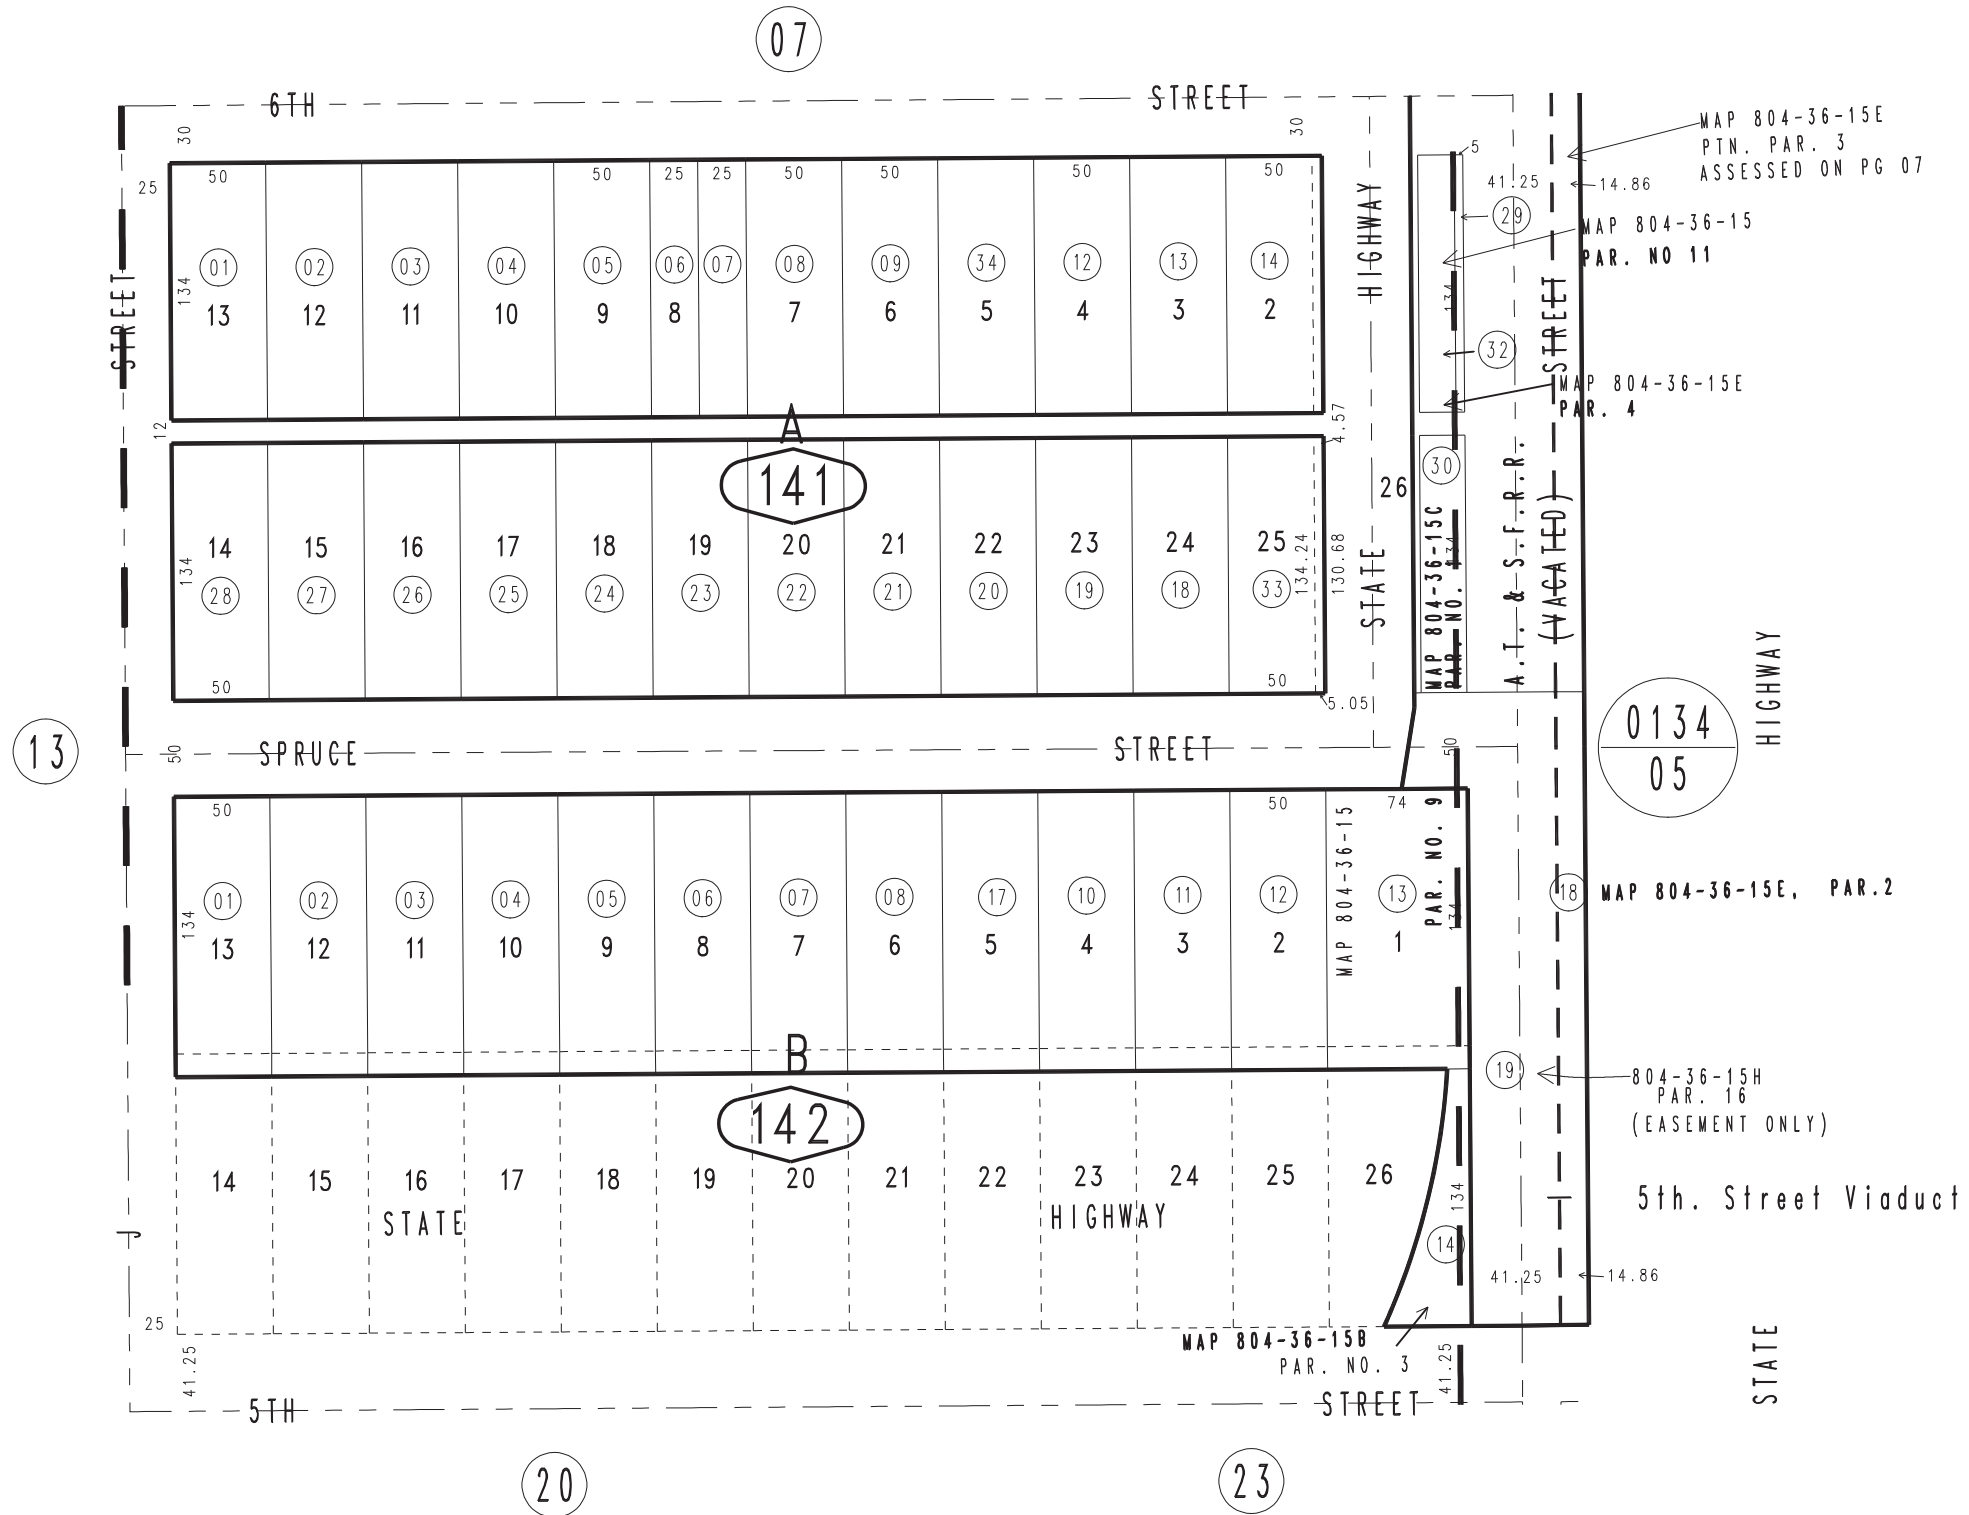 07
6TH STREET
30 30
MAP 804-36-15E
PTN. PAR. 3
ASSESSED ON PG 07
5
25 50 50 25 25 50 50 50 50
41.25 14.86
29
MAP 804-36-15
PAR. NO 11
STREET
HIGHWAY
STREET
134 01 02 03 04 05 06 07 08 09 34 12 13 14
134
13 12 11 10 9 8 7 6 5 4 3 2
32
MAP 804-36-15E
PAR. 4
12 A 4.57
141
26
30
MAP 804-36-15C
PAR. NO. 1
134
A.T. & S.F.R.R.
(VACATED)
14 15 16 17 18 19 20 21 22 23 24 25
134 28 27 26 25 24 23 22 21 20 19 18 33
134.24 130.68
STATE
50 50
5.05
HIGHWAY
0134
05
13
50 SPRUCE STREET 50
50 50 74
MAP 804-36-15
PAR. NO. 9
134 01 02 03 04 05 06 07 08 17 10 11 12 13
134
18 MAP 804-36-15E, PAR.2
13 12 11 10 9 8 7 6 5 4 3 2 1
B
142
19
804-36-15H
PAR. 16
(EASEMENT ONLY)
14 15 16 17 18 19 20 21 22 23 24 25 26
134
5th. Street Viaduct
J
STATE HIGHWAY
14
41.25 14.86
25
MAP 804-36-15B
PAR. NO. 3
41.25 41.25
STATE
5TH STREET
20 23